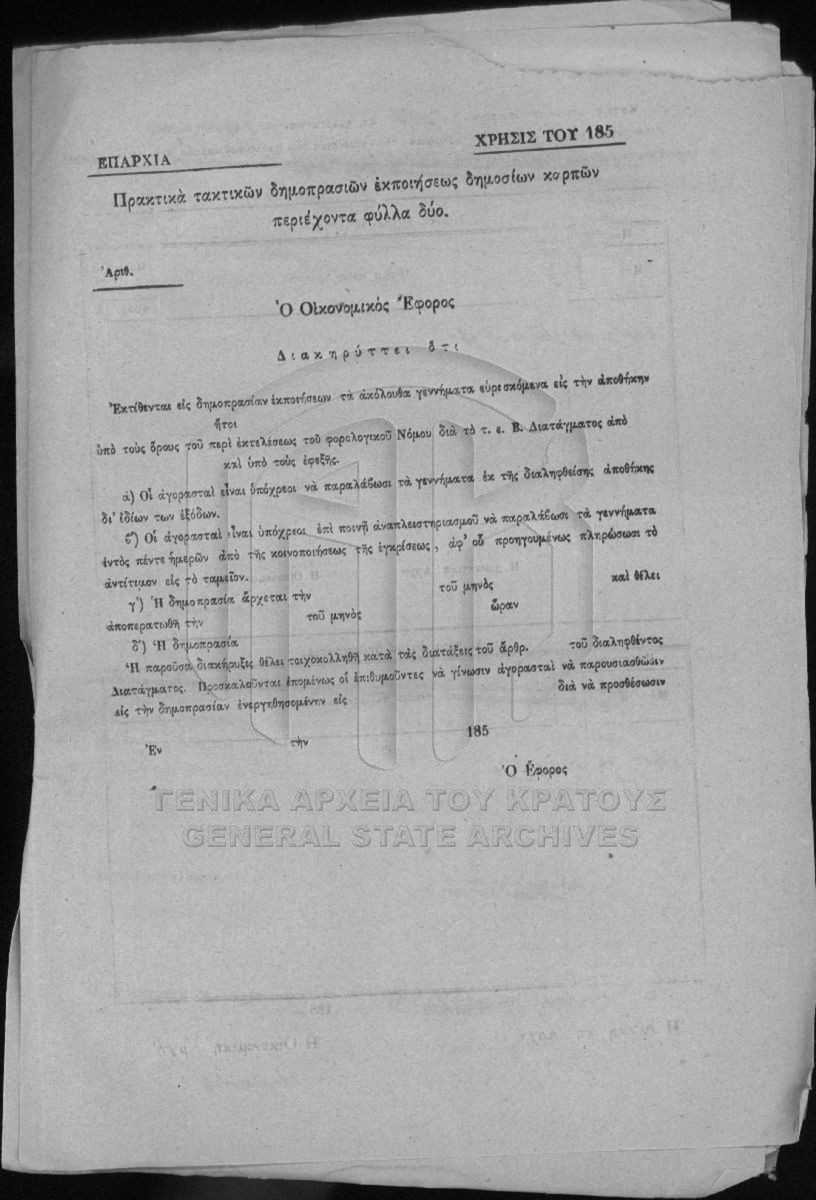 ΕΠΑΡΧΙΑ
ΧΡΗΣΙΣ ΤΟΥ 185
Πρακτικὰ τακτικῶν δημοπρασιῶν ἐκποιήσεως δημοσίων καρπῶν
περιέχοντα φύλλα δύο.
Ἀριθ.
Ὁ Οἰκονομικὸς Ἔφορος
Διακηρύττει ὅτι
Ἐκτίθενται εἰς δημοπρασίαν ἐκποιήσεων τὰ ἀκόλουθα γεννήματα εὑρισκόμενα εἰς τὴν ἀποθήκην
ἤτοι
ὑπὸ τοὺς ὅρους τοῦ περὶ ἐκτελέσεως τοῦ φορολογικοῦ Νόμου διὰ τὸ τ. ε. Β. Διατάγματος ἀπὸ
καὶ ὑπὸ τοὺς ἐφεξῆς.
ά) Οἱ ἀγορασταὶ εἶναι ὑπόχρεοι νὰ παραλάβωσι τὰ γεννήματα ἐκ τῆς διαληφθείσης ἀποθήκης
δι' ἰδίων των ἐξόδων.
β') Οἱ ἀγορασταὶ εἶναι ὑπόχρεοι ἐπὶ ποινῇ ἀναπλειστηριασμοῦ νὰ παραλάβωσι τὰ γεννήματα
ἐντὸς πέντε ἡμερῶν ἀπὸ τῆς κοινοποιήσεως τῆς ἐγκρίσεως, ἀφ' οὗ προηγουμένως πληρώσωσι τὸ
ἀντίτιμον εἰς τὸ ταμεῖον.
γ') Ἡ δημοπρασία ἄρχεται τὴν τοῦ μηνὸς καὶ θέλει
ἀποπερατωθῆ τὴν τοῦ μηνὸς ὥραν
δ') Ἡ δημοπρασία
Ἡ παροῦσα διακήρυξις θέλει τοιχοκολληθῆ κατὰ τὰς διατάξεις τοῦ ἄρθρ. τοῦ διαληφθέντος
Διατάγματος. Προσκαλοῦνται ἑπομένως οἱ ἐπιθυμοῦντες νὰ γίνωσιν ἀγορασταὶ νὰ παρουσιασθῶσιν
εἰς τὴν δημοπρασίαν ἐνεργηθησομένην εἰς διὰ νὰ προσθέσωσιν
Ἐν τὴν 185
Ὁ Ἔφορος
ΓΕΝΙΚΑ ΑΡΧΕΙΑ ΤΟΥ ΚΡΑΤΟΥΣ
GENERAL STATE ARCHIVES